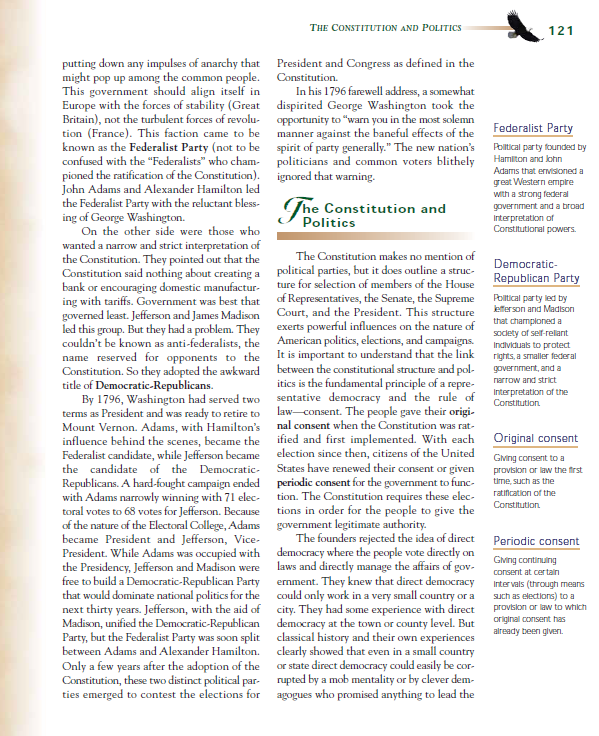 THE CONSTITUTION AND POLITICS
121
putting down any impulses of anarchy that
might pop up among the common people.
This government should align itself in
Europe with the forces of stability (Great
Britain), not the turbulent forces of revolu-
tion (France). This faction came to be
known as the Federalist Party (not to be
confused with the “Federalists” who cham-
pioned the ratification of the Constitution).
John Adams and Alexander Hamilton led
the Federalist Party with the reluctant bless-
ing of George Washington.
On the other side were those who
wanted a narrow and strict interpretation of
the Constitution. They pointed out that the
Constitution said nothing about creating a
bank or encouraging domestic manufactur-
ing with tariffs. Government was best that
governed least. Jefferson and James Madison
led this group. But they had a problem. They
couldn’t be known as anti-federalists, the
name reserved for opponents to the
Constitution. So they adopted the awkward
title of Democratic-Republicans.
By 1796, Washington had served two
terms as President and was ready to retire to
Mount Vernon. Adams, with Hamilton’s
influence behind the scenes, became the
Federalist candidate, while Jefferson became
the candidate of the Democratic-
Republicans. A hard-fought campaign ended
with Adams narrowly winning with 71 elec-
toral votes to 68 votes for Jefferson. Because
of the nature of the Electoral College, Adams
became President and Jefferson, Vice-
President. While Adams was occupied with
the Presidency, Jefferson and Madison were
free to build a Democratic-Republican Party
that would dominate national politics for the
next thirty years. Jefferson, with the aid of
Madison, unified the Democratic-Republican
Party, but the Federalist Party was soon split
between Adams and Alexander Hamilton.
Only a few years after the adoption of the
Constitution, these two distinct political par-
ties emerged to contest the elections for
President and Congress as defined in the
Constitution.
In his 1796 farewell address, a somewhat
dispirited George Washington took the
opportunity to “warn you in the most solemn
manner against the baneful effects of the
spirit of party generally.” The new nation’s
politicians and common voters blithely
ignored that warning.
The Constitution and
Politics
The Constitution makes no mention of
political parties, but it does outline a struc-
ture for selection of members of the House
of Representatives, the Senate, the Supreme
Court, and the President. This structure
exerts powerful influences on the nature of
American politics, elections, and campaigns.
It is important to understand that the link
between the constitutional structure and pol-
itics is the fundamental principle of a repre-
sentative democracy and the rule of
law—consent. The people gave their origi-
nal consent when the Constitution was rat-
ified and first implemented. With each
election since then, citizens of the United
States have renewed their consent or given
periodic consent for the government to func-
tion. The Constitution requires these elec-
tions in order for the people to give the
government legitimate authority.
The founders rejected the idea of direct
democracy where the people vote directly on
laws and directly manage the affairs of gov-
ernment. They knew that direct democracy
could only work in a very small country or a
city. They had some experience with direct
democracy at the town or county level. But
classical history and their own experiences
clearly showed that even in a small country
or state direct democracy could easily be cor-
rupted by a mob mentality or by clever dem-
agogues who promised anything to lead the
Federalist Party
Political party founded by
Hamilton and John
Adams that envisioned a
great Western empire
with a strong federal
government and a broad
interpretation of
Constitutional powers.
Democratic-
Republican Party
Political party led by
Jefferson and Madison
that championed a
society of self-reliant
individuals to protect
rights, a smaller federal
government, and a
narrow and strict
interpretation of the
Constitution.
Original consent
Giving consent to a
provision or law the first
time, such as the
ratification of the
Constitution.
Periodic consent
Giving continuing
consent at certain
intervals (through means
such as elections) to a
provision or law to which
original consent has
already been given.